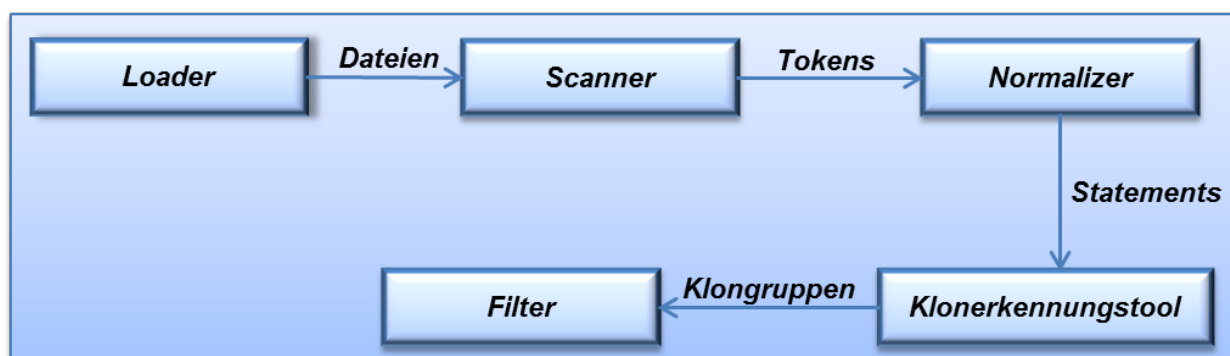 Loader
Dateien
Scanner
Tokens
Normalizer
Statements
Klonerkennungstool
Klongruppen
Filter